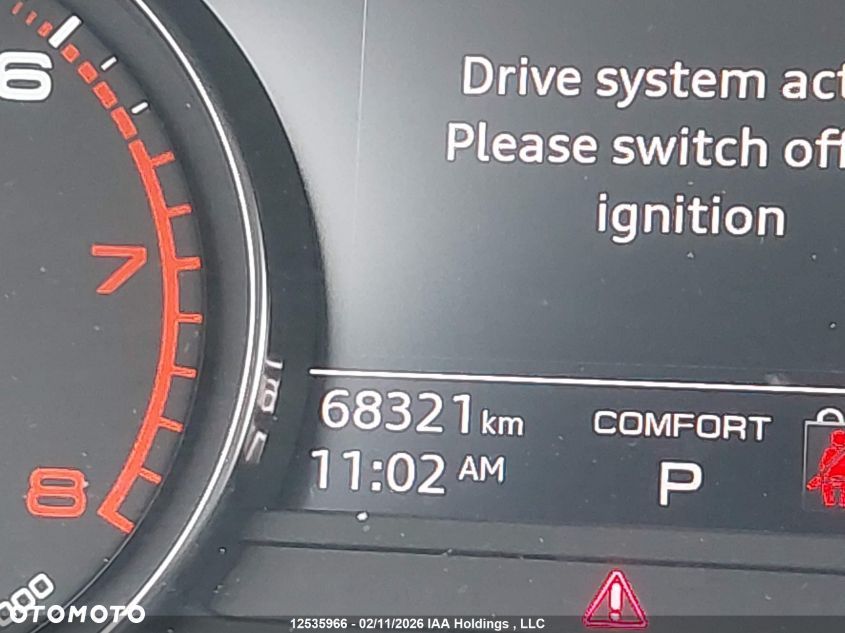 6
7
8
Drive system act
Please switch off
ignition
68321 km
COMFORT
11:02 AM
P
OTOMOTO
12535966 - 02/11/2026 IAA Holdings , LLC